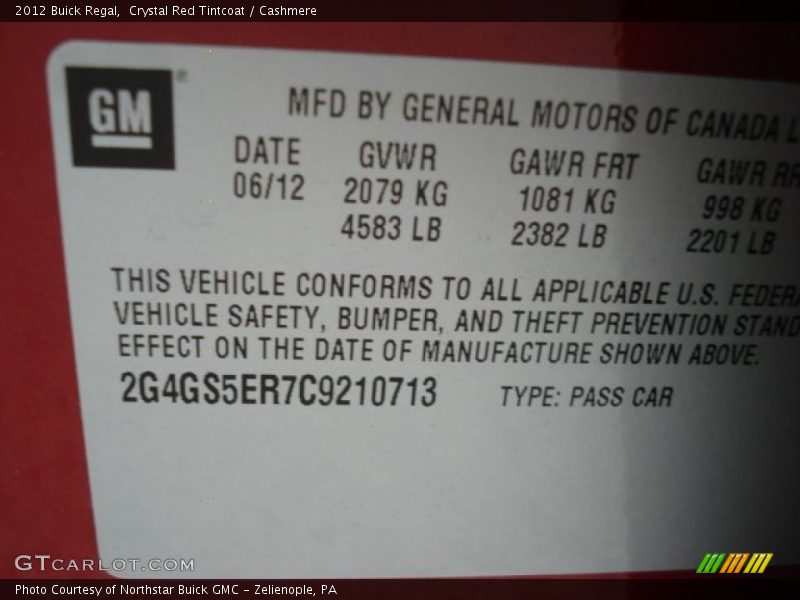 2012 Buick Regal, Crystal Red Tintcoat / Cashmere
GM
MFD BY GENERAL MOTORS OF CANADA
DATE GVWR GAWR FRT GAWR
06/12 2079 KG 1081 KG 998 KG
4583 LB 2382 LB 2201 LB
THIS VEHICLE CONFORMS TO ALL APPLICABLE U.S.
VEHICLE SAFETY, BUMPER, AND THEFT PREVENTION
EFFECT ON THE DATE OF MANUFACTURE SHOWN ABOVE.
2G4GS5ER7C9210713 TYPE: PASS CAR
GTCARLOT.COM
Photo Courtesy of Northstar Buick GMC - Zelienople, PA